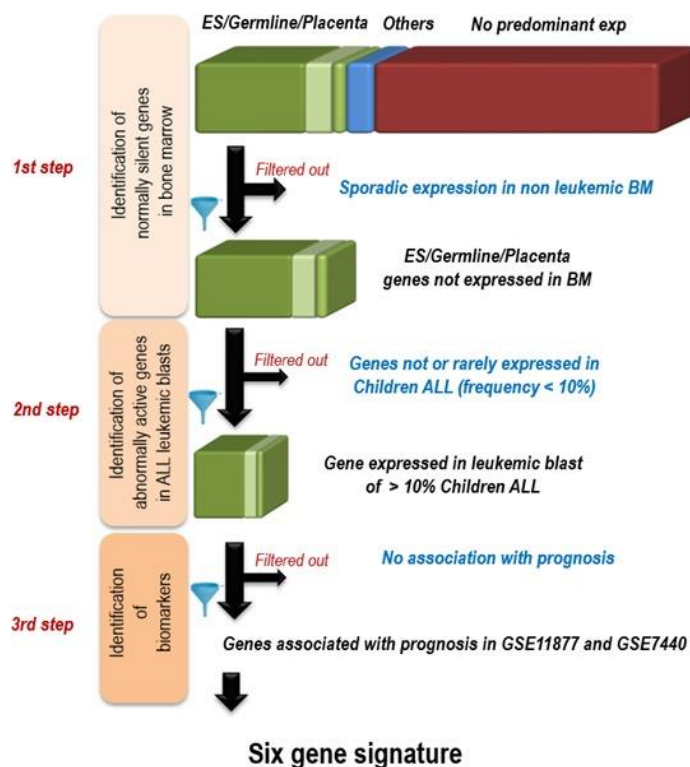 ES/Germline/Placenta Others No predominant exp
1st step
Identification of
normally silent genes
in bone marrow
Filtered out
Sporadic expression in non leukemic BM
ES/Germline/Placenta
genes not expressed in BM
2nd step
Identification of
abnormally active genes
in ALL leukemic blasts
Filtered out
Genes not or rarely expressed in
Children ALL (frequency < 10%)
Gene expressed in leukemic blast
of > 10% Children ALL
3rd step
Identification
of
biomarkers
Filtered out
No association with prognosis
Genes associated with prognosis in GSE11877 and GSE7440
Six gene signature